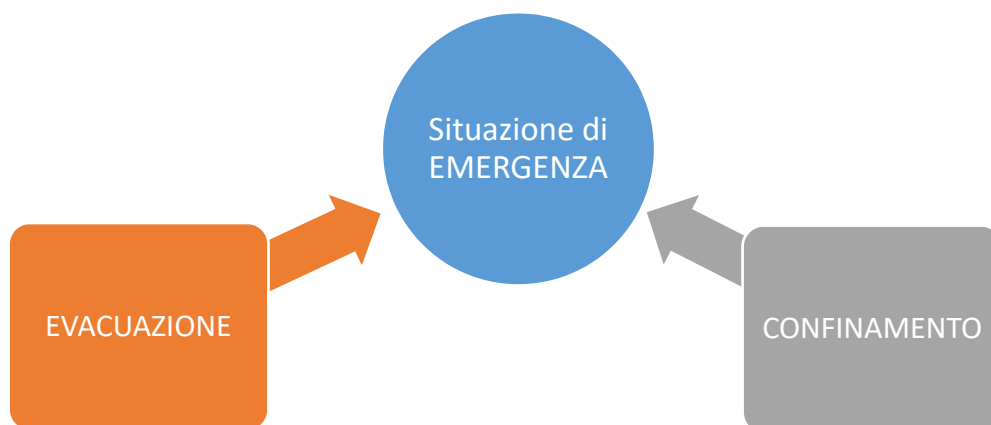 Situazione di
EMERGENZA
EVACUAZIONE
CONFINAMENTO